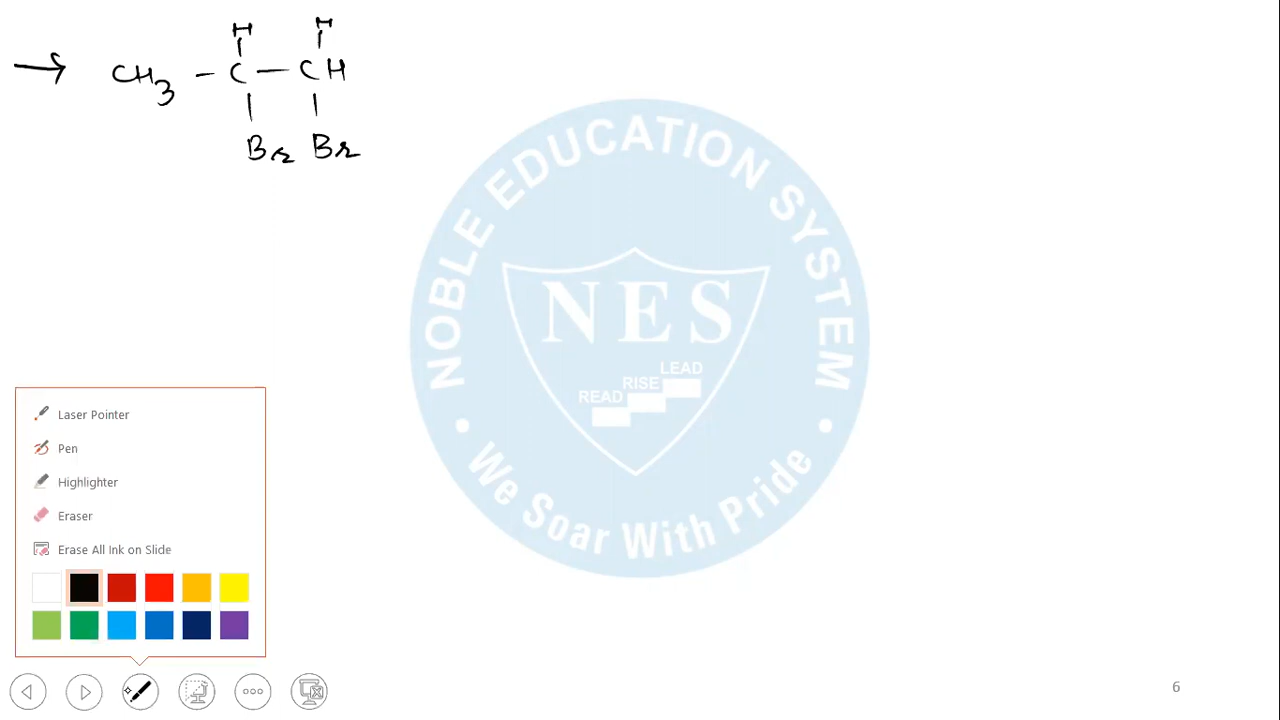 H H
→ CH3 - C - CH
Br Br
NOBLE EDUCATION SYSTEM
NES
LEAD
RISE
READ
• We Soar With Pride •
Laser Pointer
Pen
Highlighter
Eraser
Erase All Ink on Slide
6